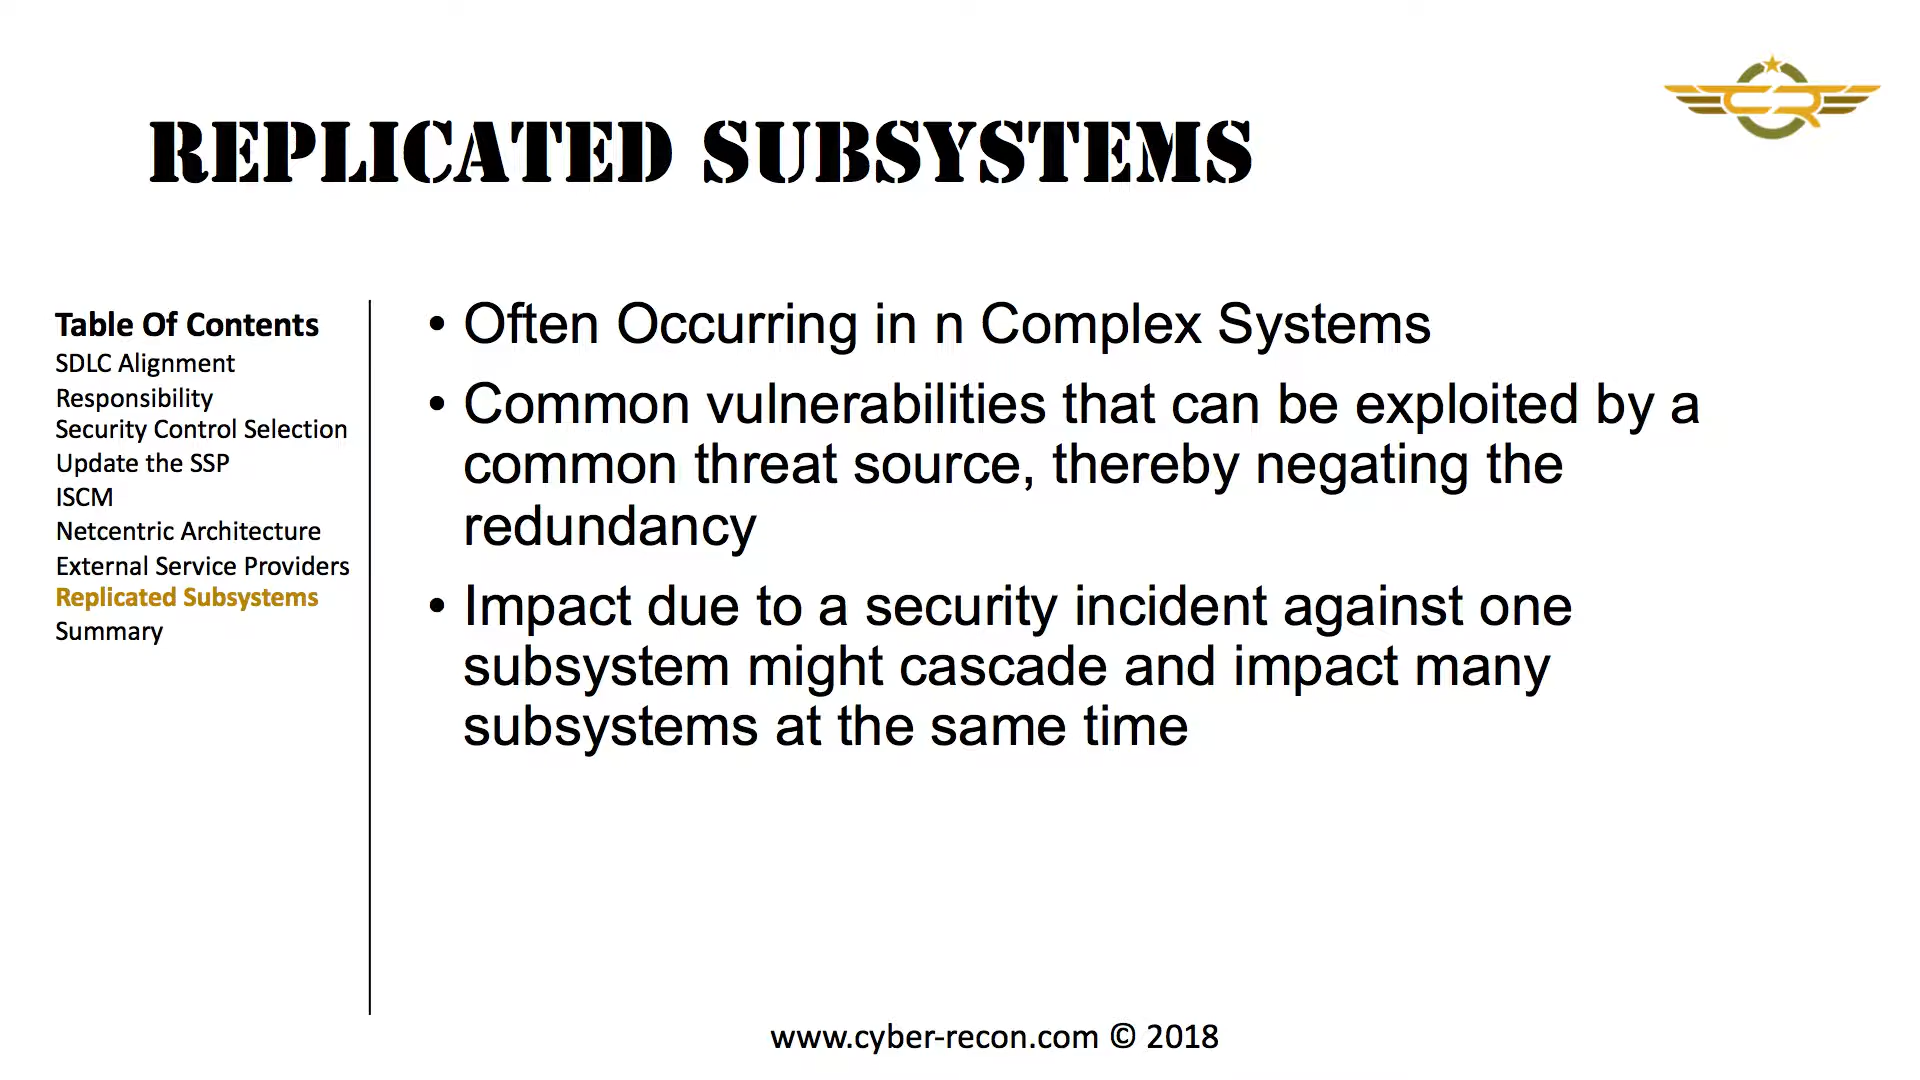 REPLICATED SUBSYSTEMS
CR
Table Of Contents
SDLC Alignment
Responsibility
Security Control Selection
Update the SSP
ISCM
Netcentric Architecture
External Service Providers
Replicated Subsystems
Summary
• Often Occurring in n Complex Systems
• Common vulnerabilities that can be exploited by a
common threat source, thereby negating the
redundancy
• Impact due to a security incident against one
subsystem might cascade and impact many
subsystems at the same time
www.cyber-recon.com © 2018